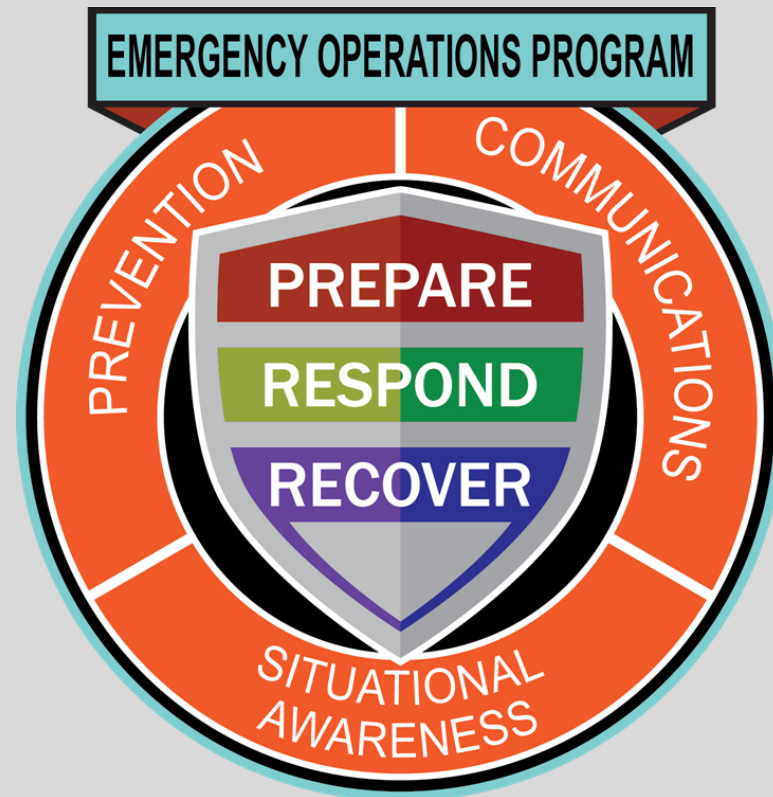 EMERGENCY OPERATIONS PROGRAM
PREVENTION
COMMUNICATIONS
PREPARE
RESPOND
RECOVER
SITUATIONAL
AWARENESS